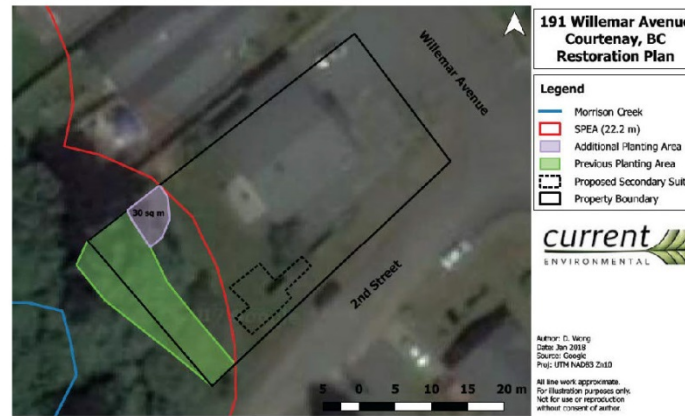 191 Willemar Avenue
Courtenay, BC
Restoration Plan
Legend
Morrison Creek
SPEA (22.2 m)
Additional Planting Area
Previous Planting Area
Proposed Secondary Suite
Property Boundary
current
ENVIRONMENTAL
Author: D. Wong
Date: Jan 2018
Source: Google
Proj: UTM NAD83 Zn10
All line work approximate.
For illustration purposes only.
Not for use or reproduction
without consent of author.
Willemar Avenue
30 sq m
2nd Street
5 0 5 10 15 20 m